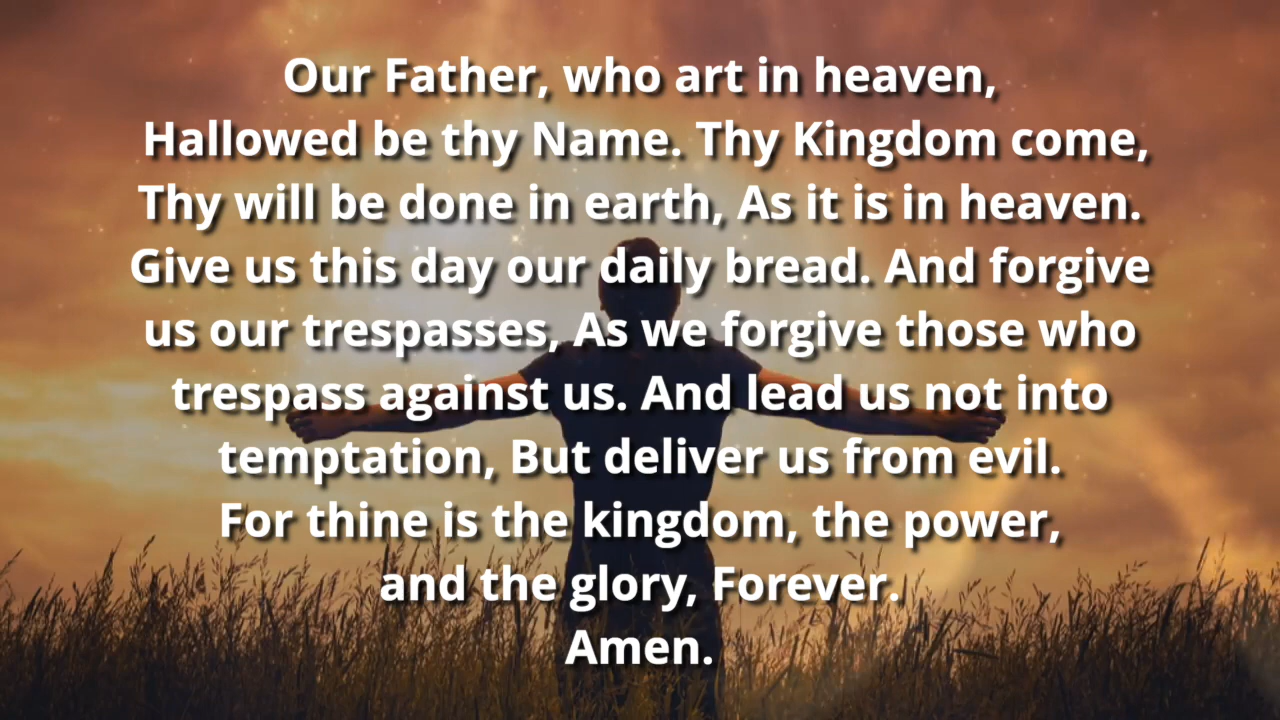 Our Father, who art in heaven,
Hallowed be thy Name. Thy Kingdom come,
Thy will be done in earth, As it is in heaven.
Give us this day our daily bread. And forgive
us our trespasses, As we forgive those who
trespass against us. And lead us not into
temptation, But deliver us from evil.
For thine is the kingdom, the power,
and the glory, Forever.
Amen.